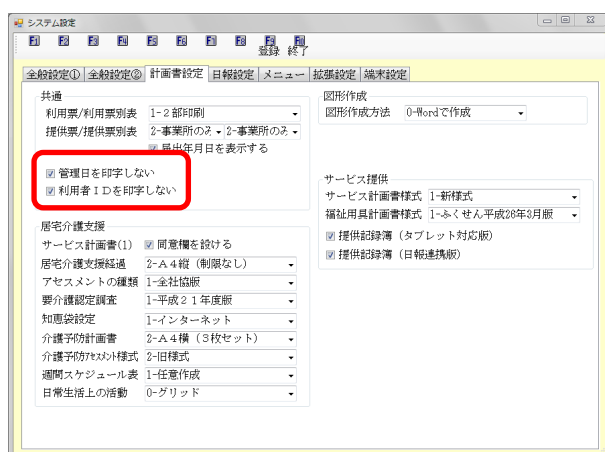 システム設定
F1 F2 F3 F4 F5 F6 F7 F8 F9 F10
登録 終了
全般設定① 全般設定② 計画書設定 日報設定 メニュー 拡張設定 端末設定
共通
利用票/利用票別表 1-2部印刷
提供票/提供票別表 2-事業所のみ 2-事業所のみ
届出年月日を表示する
管理日を印字しない
利用者IDを印字しない
居宅介護支援
サービス計画書(1) 同意欄を設ける
居宅介護支援経過 2-A4縦 (制限なし)
アセスメントの種類 1-全社協版
要介護認定調査 1-平成21年度版
知恵袋設定 1-インターネット
介護予防計画書 2-A4横 (3枚セット)
介護予防アセスメント様式 2-旧様式
週間スケジュール表 1-任意作成
日常生活上の活動 0-グリッド
図形作成
図形作成方法 0-Wordで作成
サービス提供
サービス計画書様式 1-新様式
福祉用具計画書様式 1-ふくせん平成26年3月版
提供記録簿 (タブレット対応版)
提供記録簿 (日報連携版)